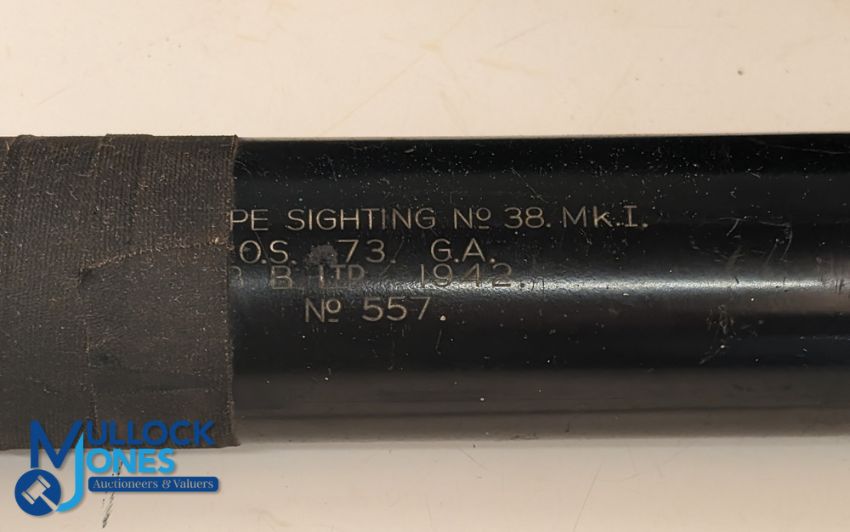 PE SIGHTING Nº 38. Mk.I.
O.S. 73. G.A.
B LTD. 1942.
Nº 557.
MULLOCK
JONES
Auctioneers & Valuers